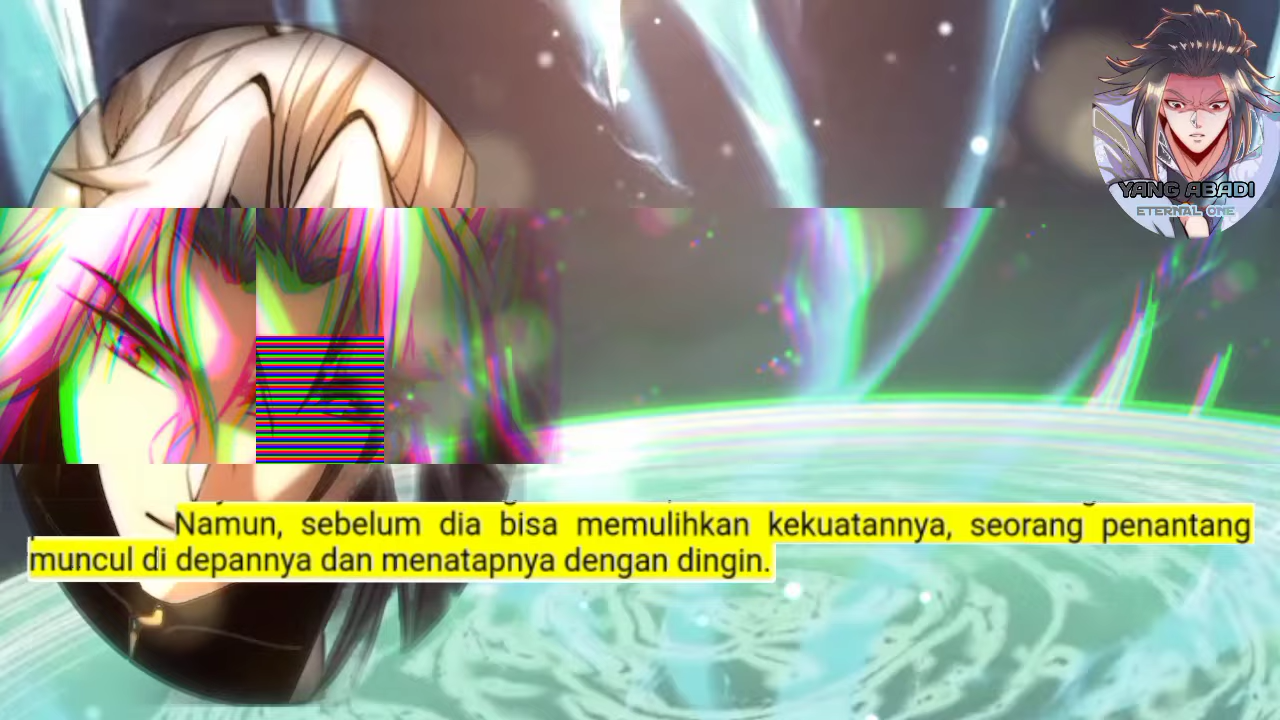 YANG ABADI
ETERNAL ONE
Namun, sebelum dia bisa memulihkan kekuatannya, seorang penantang
muncul di depannya dan menatapnya dengan dingin.